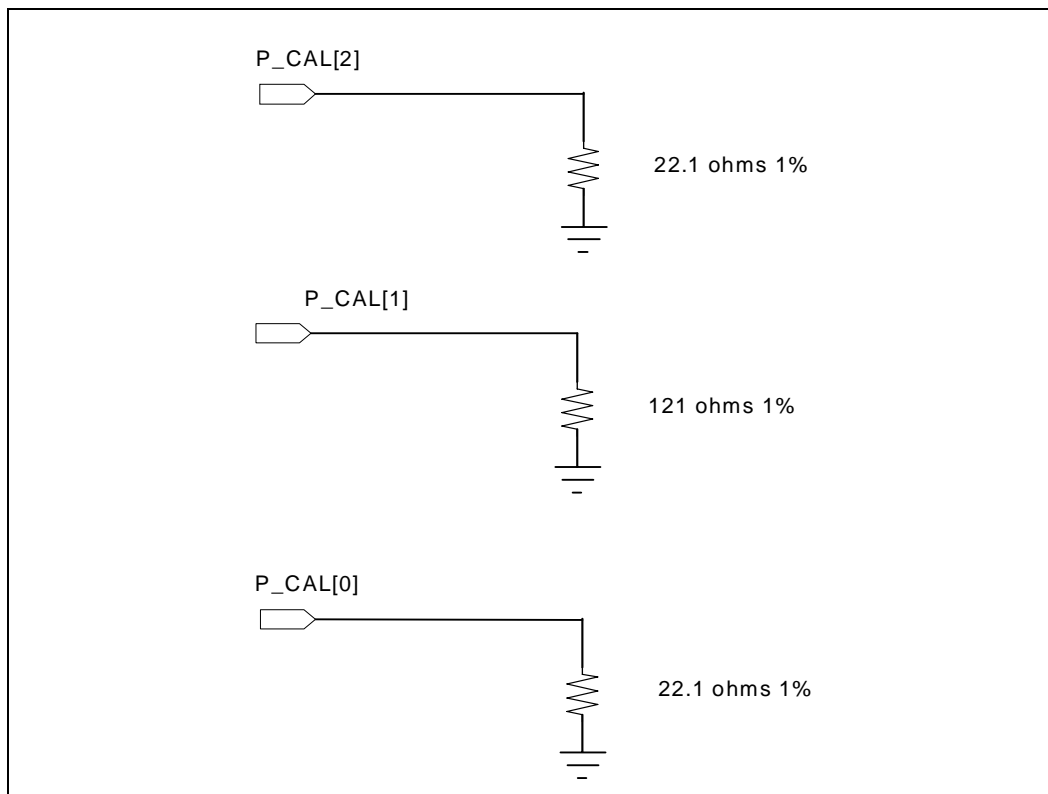 P_CAL[2]
22.1 ohms 1%
P_CAL[1]
121 ohms 1%
P_CAL[0]
22.1 ohms 1%